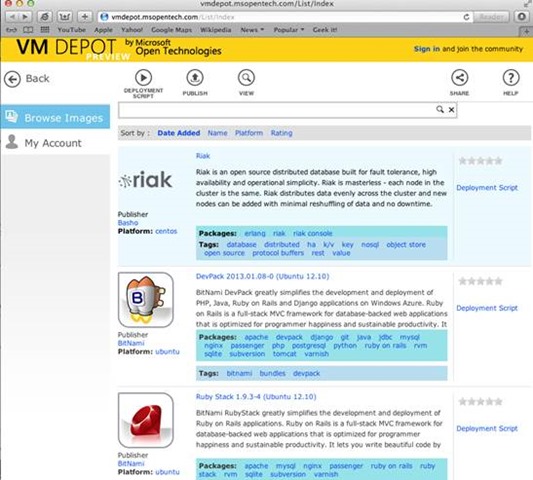 vmdepot.msopentech.com/List/Index
vmdepot.msopentech.com/List/Index
Reader
YouTube Apple Yahoo! Google Maps Wikipedia News Popular Geek it!
VM DEPOT by Microsoft Open Technologies
PREVIEW
Sign in and join the community
Back
DEPLOYMENT SCRIPT
PUBLISH
VIEW
SHARE
HELP
Browse Images
My Account
Sort by : Date Added Name Platform Rating
riak
Publisher
Basho
Platform: centos
Riak
Riak is an open source distributed database built for fault tolerance, high
availability and operational simplicity. Riak is masterless - each node in the
cluster is the same. Riak distributes data evenly across the cluster and new
nodes can be added with minimal reshuffling of data and no downtime.
Packages: erlang riak riak console
Tags: database distributed ha k/v key nosql object store
open source protocol buffers rest value
Deployment Script
B
Publisher
BitNami
Platform: ubuntu
DevPack 2013.01.08-0 (Ubuntu 12.10)
BitNami DevPack greatly simplifies the development and deployment of
PHP, Java, Ruby on Rails and Django applications on Windows Azure. Ruby
on Rails is a full-stack MVC framework for database-backed web applications
that is optimized for programmer happiness and sustainable productivity. It
Packages: apache devpack django git java jdbc mysql
nginx passenger php postgresql python ruby on rails rvm
sqlite subversion tomcat varnish
Tags: bitnami bundles devpack
Deployment Script
Publisher
BitNami
Platform: ubuntu
Ruby Stack 1.9.3-4 (Ubuntu 12.10)
BitNami RubyStack greatly simplifies the development and deployment of
Ruby on Rails applications. Ruby on Rails is a full-stack MVC framework for
database-backed web applications that is optimized for programmer
happiness and sustainable productivity. It lets you write beautiful code by
Packages: apache mysql nginx passenger ruby on rails ruby
stack rvm sqlite subversion varnish
Deployment Script